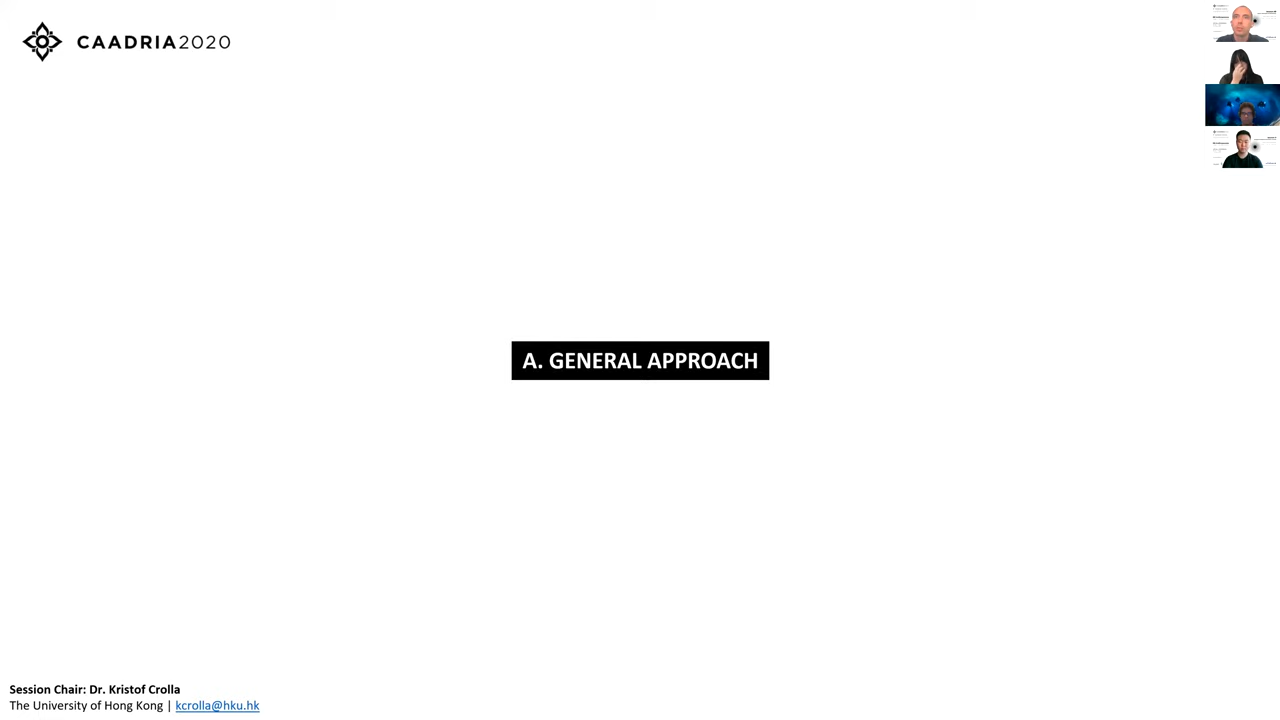 CAADRIA2020
A. GENERAL APPROACH
Session Chair: Dr. Kristof Crolla
The University of Hong Kong | kcrolla@hku.hk